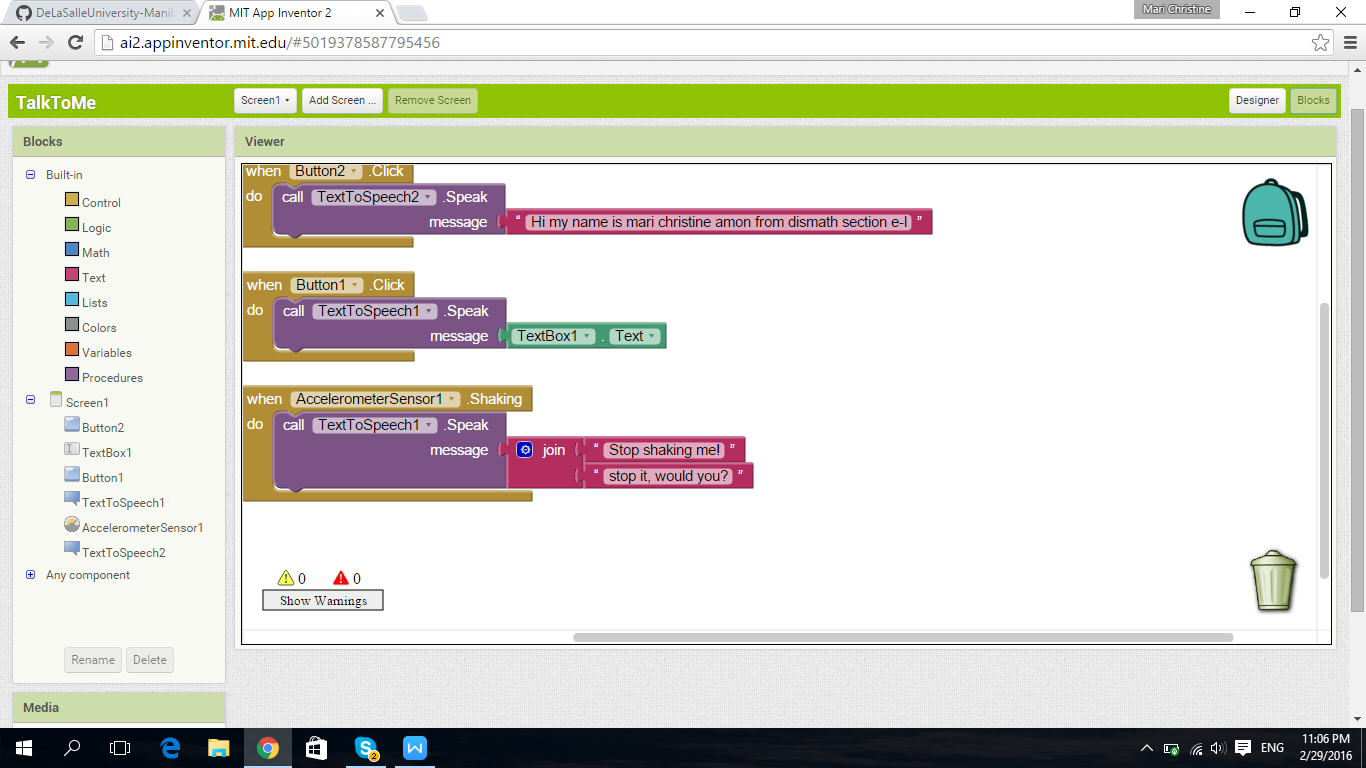 DeLaSalleUniversity-Manil
MIT App Inventor 2
Mari Christine
ai2.appinventor.mit.edu/#5019378587795456
TalkToMe
Screen1
Add Screen ...
Remove Screen
Designer
Blocks
Blocks
Viewer
Built-in
Control
Logic
Math
Text
Lists
Colors
Variables
Procedures
Screen1
Button2
TextBox1
Button1
TextToSpeech1
AccelerometerSensor1
TextToSpeech2
Any component
Rename
Delete
Media
when Button2 .Click
do call TextToSpeech2 .Speak
message " Hi my name is mari christine amon from dismath section e-l "
when Button1 .Click
do call TextToSpeech1 .Speak
message TextBox1 . Text
when AccelerometerSensor1 .Shaking
do call TextToSpeech1 .Speak
message join " Stop shaking me! "
" stop it, would you? "
0 0
Show Warnings
2
ENG
11:06 PM
2/29/2016